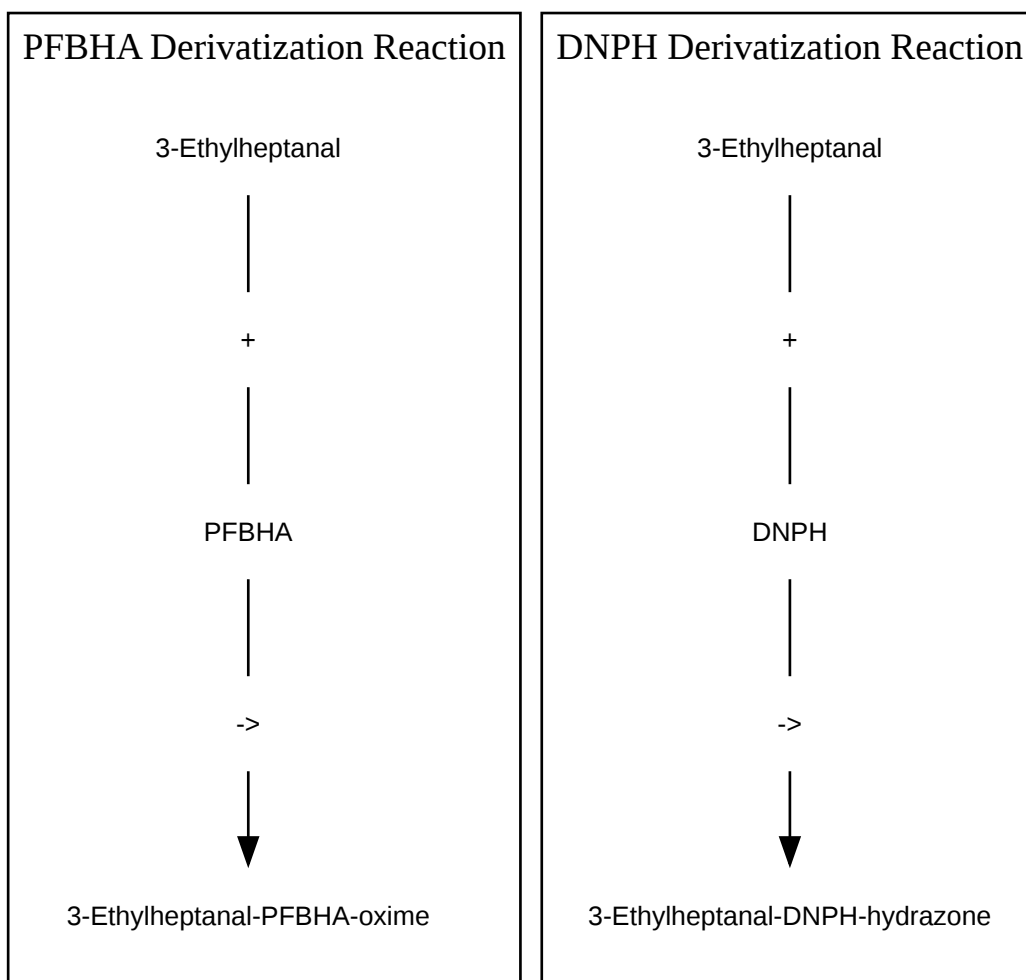 PFBHA Derivatization Reaction
3-Ethylheptanal
+
PFBHA
->
3-Ethylheptanal-PFBHA-oxime
DNPH Derivatization Reaction
3-Ethylheptanal
+
DNPH
->
3-Ethylheptanal-DNPH-hydrazone